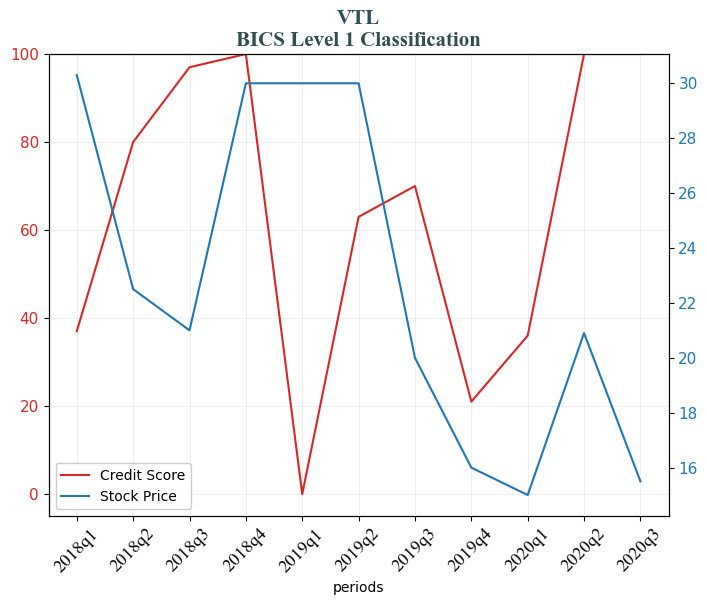 VTL
BICS Level 1 Classification
100
80
60
40
20
0
30
28
26
24
22
20
18
16
Credit Score
Stock Price
2018q1
2018q2
2018q3
2018q4
2019q1
2019q2
2019q3
2019q4
2020q1
2020q2
2020q3
periods